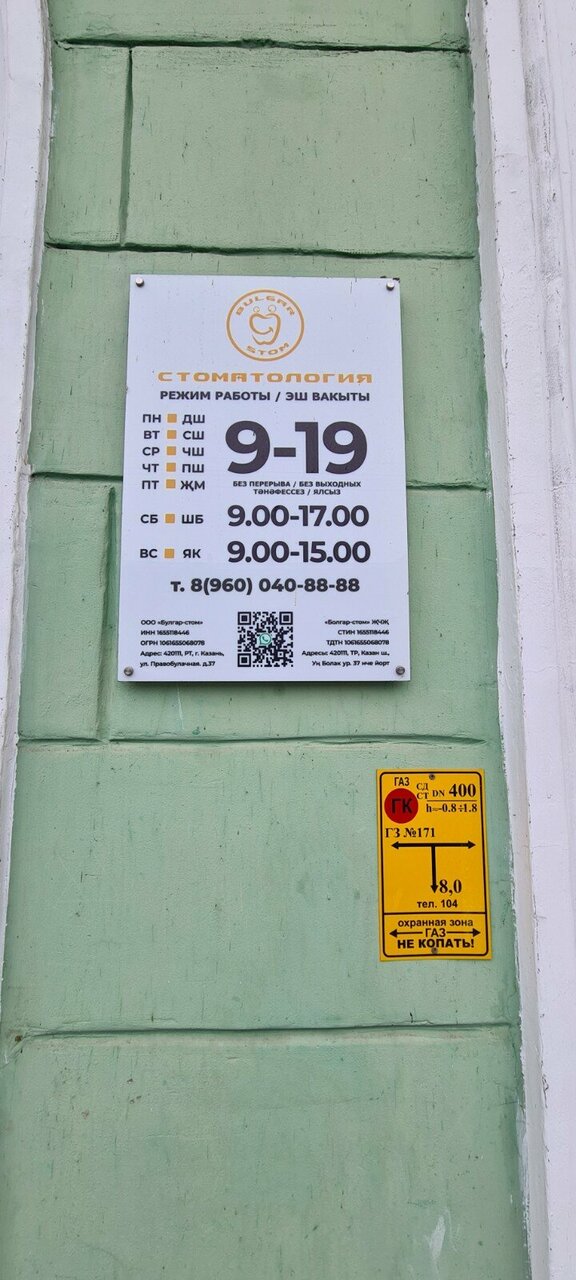 BULGAR
STOM
СТОМАТОЛОГИЯ
РЕЖИМ РАБОТЫ / ЭШ ВАКЫТЫ
ПН ДШ
ВТ СШ
СР ЧШ
ЧТ ПШ
ПТ ҖМ
9-19
БЕЗ ПЕРЕРЫВА / БЕЗ ВЫХОДНЫХ
ТӘНӘФЕССЕЗ / ЯЛСЫЗ
СБ ШБ 9.00-17.00
ВС ЯК 9.00-15.00
т. 8(960) 040-88-88
ООО «Булгар-стом»
ИНН 1655118446
ОГРН 1061655068078
Адрес: 420111, РТ, г. Казань,
ул. Правобулачная, д.37
«Болгар-стом» ҖЧҖ
СТИН 1655118446
ТДТН 1061655068078
Адресы: 420111, ТР, Казан ш.,
Уң Болак ур. 37 нче йорт
ГАЗ
ГК
СД
СТ DN 400
h=-0.8÷1.8
ГЗ №171
8,0
тел. 104
охранная зона
ГАЗ
НЕ КОПАТЬ!